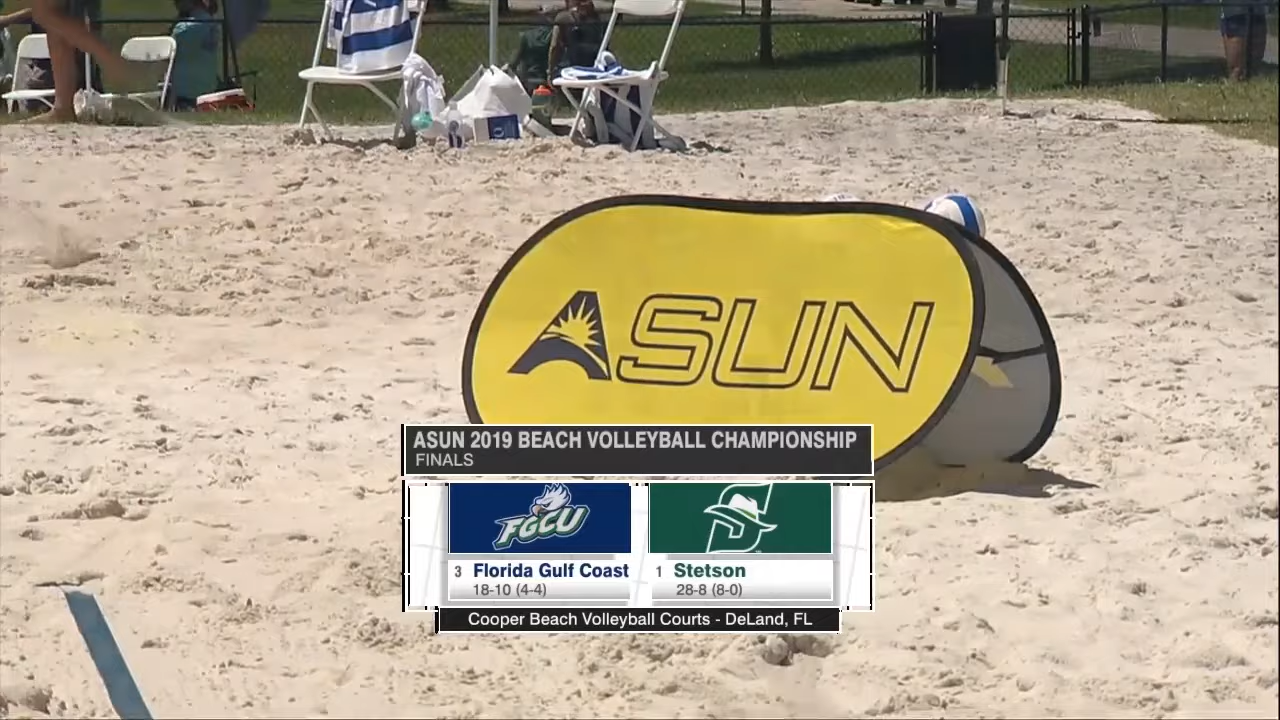 ASUN
ASUN 2019 BEACH VOLLEYBALL CHAMPIONSHIP
FINALS
FGCU
S
3 Florida Gulf Coast
18-10 (4-4)
1 Stetson
28-8 (8-0)
Cooper Beach Volleyball Courts - DeLand, FL